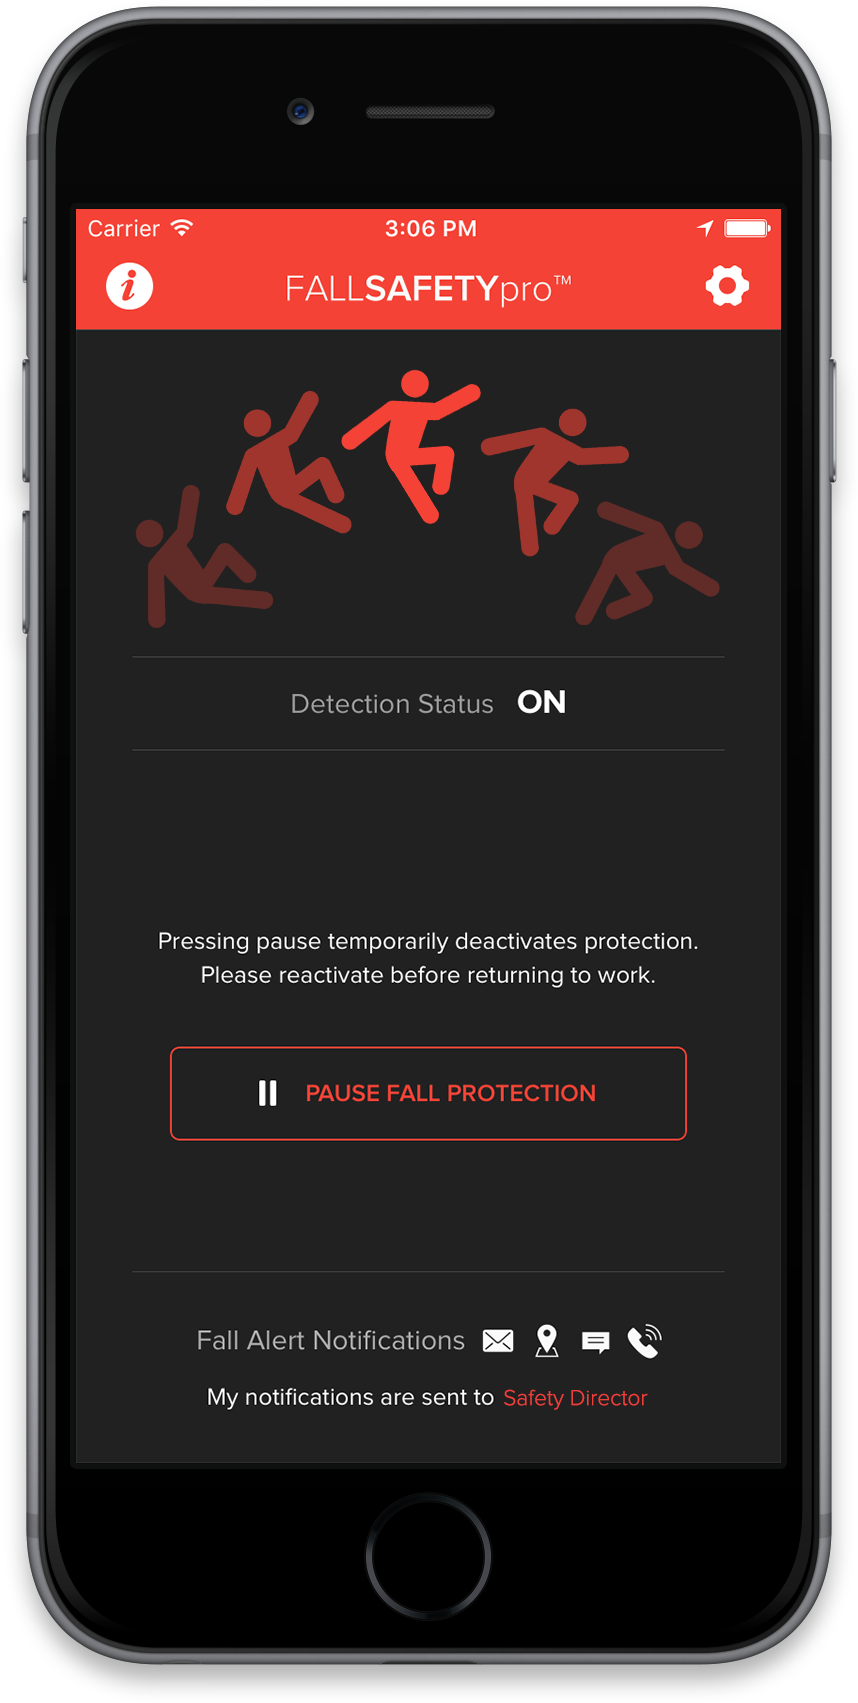 Carrier 3:06 PM
FALLSAFETYpro™
Detection Status ON
Pressing pause temporarily deactivates protection.
Please reactivate before returning to work.
PAUSE FALL PROTECTION
Fall Alert Notifications
My notifications are sent to Safety Director